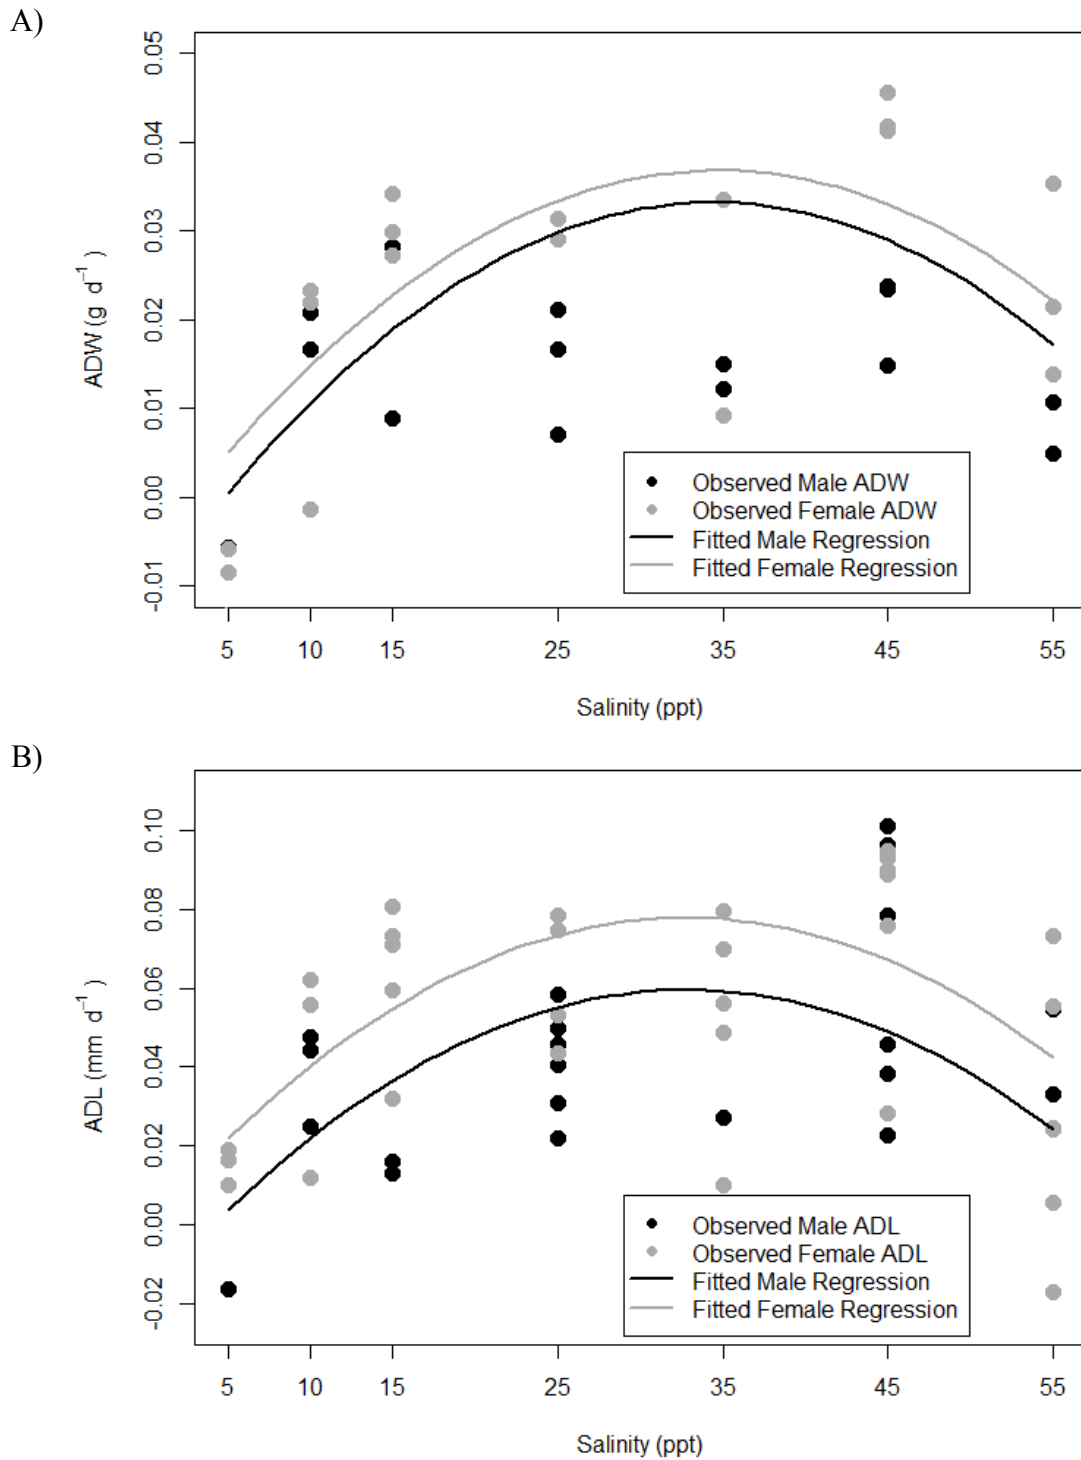 A)
0.05
0.04
0.03
0.02
0.01
0.00
-0.01
ADW (g d⁻¹)
Observed Male ADW
Observed Female ADW
Fitted Male Regression
Fitted Female Regression
5 10 15 25 35 45 55
Salinity (ppt)
B)
0.10
0.08
0.06
0.04
0.02
0.00
-0.02
ADL (mm d⁻¹)
Observed Male ADL
Observed Female ADL
Fitted Male Regression
Fitted Female Regression
5 10 15 25 35 45 55
Salinity (ppt)